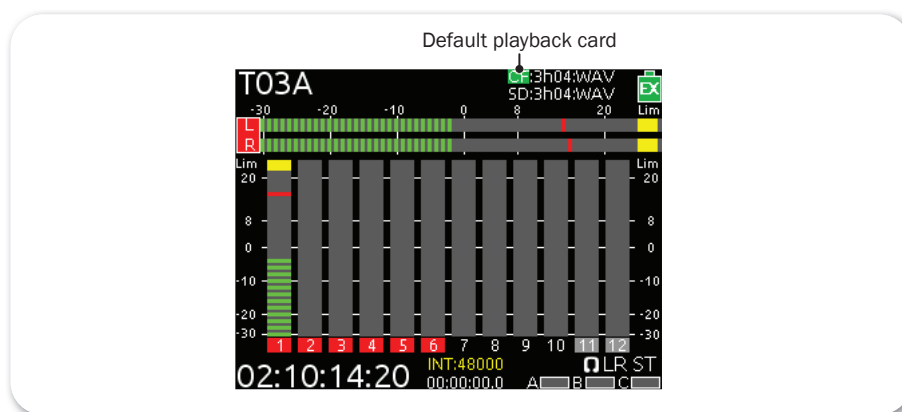 Default playback card
T03A
CF:3h04:WAV
SD:3h04:WAV
EX
-30 -20 -10 0 8 20 Lim
L
R
Lim Lim
20 20
8 8
0 0
-10 -10
-20 -20
-30 -30
1 2 3 4 5 6 7 8 9 10 11 12
02:10:14:20
INT:48000
00:00:00.0
LR ST
A B C